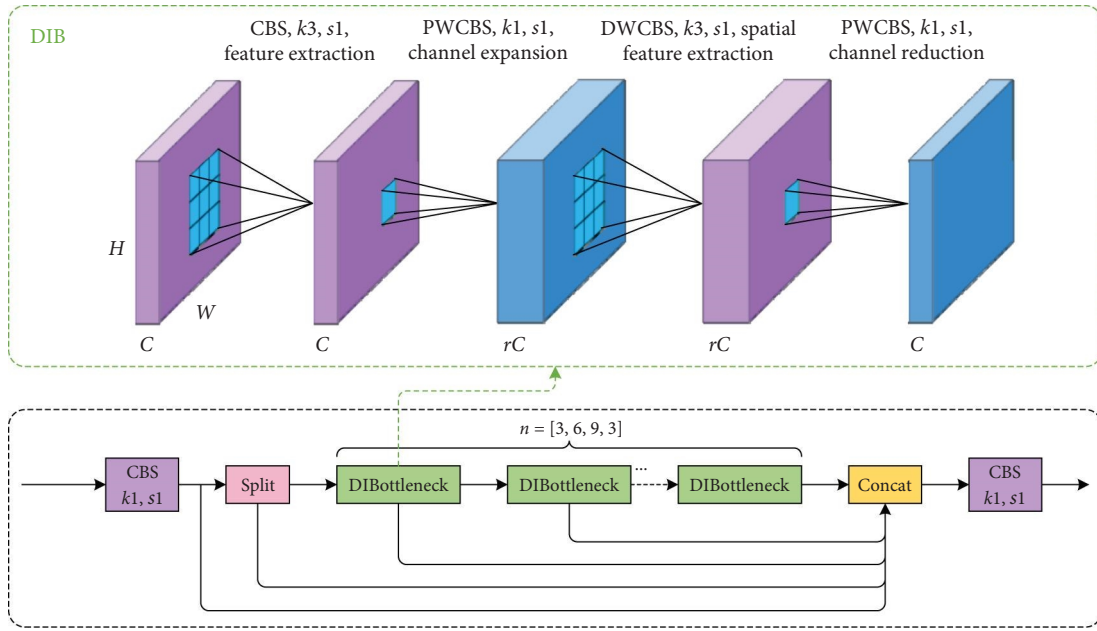 DIB
CBS, k3, s1,
feature extraction
PWCBS, k1, s1,
channel expansion
DWCBS, k3, s1, spatial
feature extraction
PWCBS, k1, s1,
channel reduction
H
W
C
C
rC
rC
C
n = [3, 6, 9, 3]
CBS
k1, s1
Split
DIBottleneck
DIBottleneck
...
DIBottleneck
Concat
CBS
k1, s1